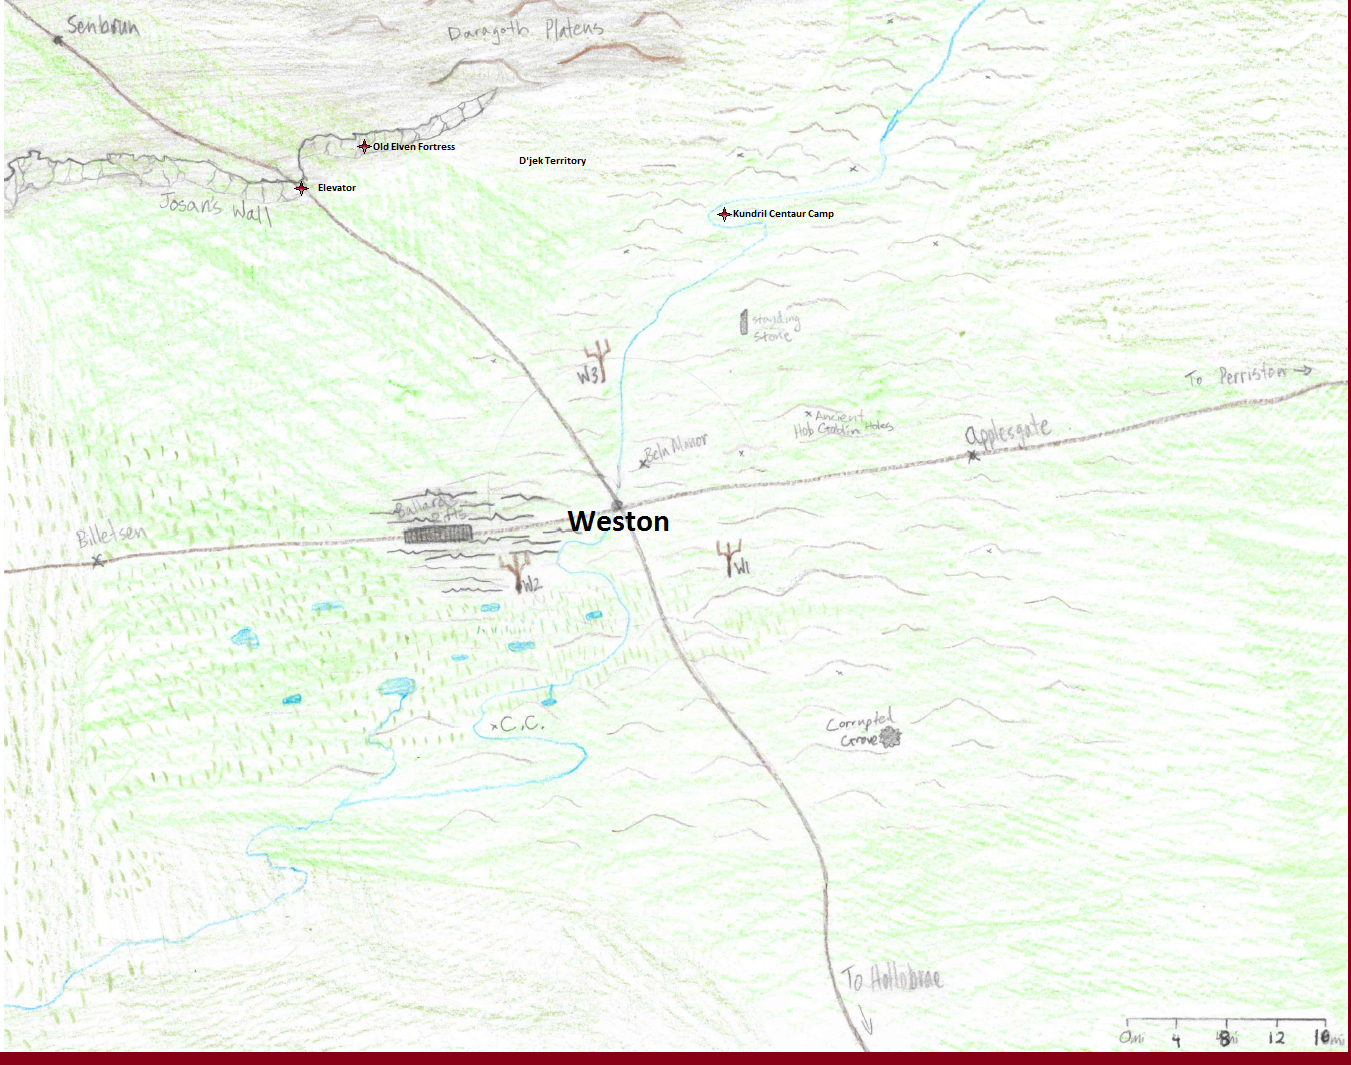 Senbrun
Daragoth Platens
Old Elven Fortress
D'jek Territory
Elevator
Josan's Wall
Kundril Centaur Camp
standing
stone
W3
To Perriston →
Ancient
Hob Goblin Holes
Applesgate
Beln Manor
Ballards
Rifts
Weston
Billetsen
W1
W2
C.C.
Corrupted
Grove
To Hollobrae
0mi 4 8mi 12 16mi